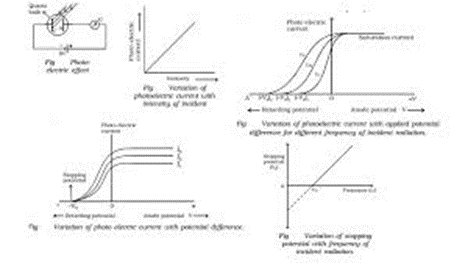 Quartz
bulb
Fig Photo
electric effect
Photo electric
current
Intensity
Fig Variation of
photoelectric current with
intensity of incident
Photo electric
current
Saturation current
Retarding potential O Anode potential V
Fig Variation of photoelectric current with applied potential
difference for different frequency of incident radiation.
Photo electric
current
Stopping
potential
Retarding potential O Anode potential V
Fig Variation of photo electric current with potential difference.
Stopping
potential
Frequency
Fig Variation of stopping
potential with frequency of
incident radiation